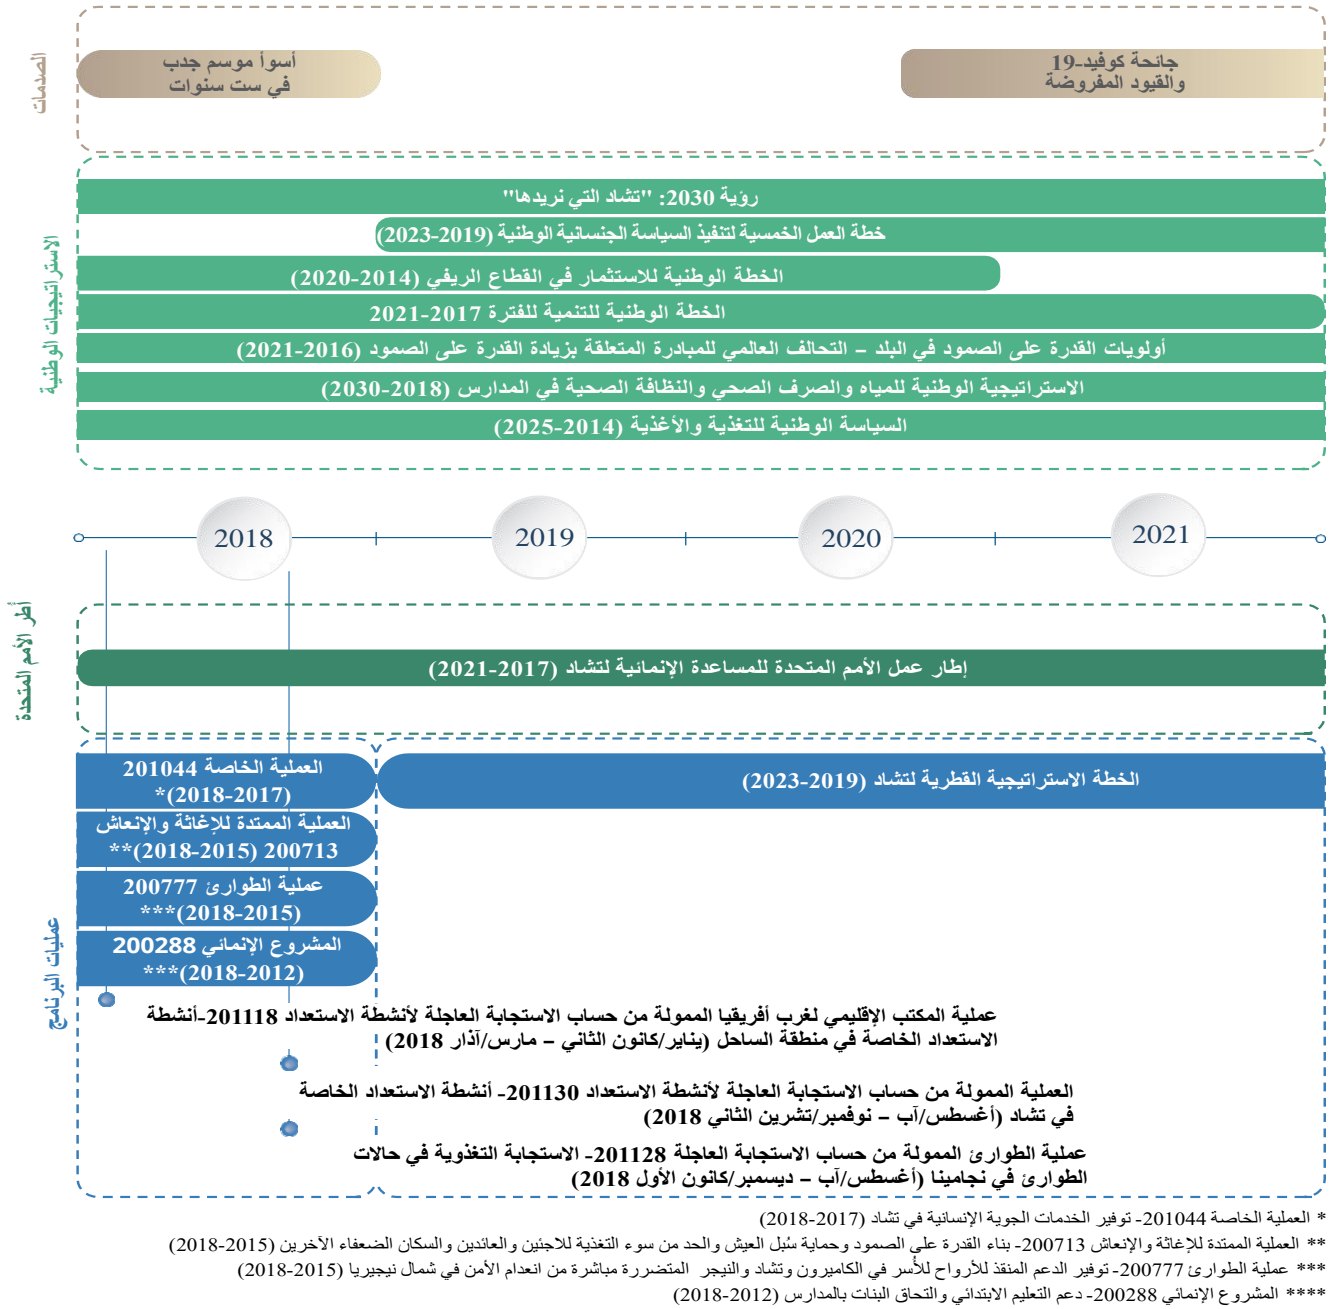 الصدمات
أسوأ موسم جدب
في ست سنوات
جائحة كوفيد-19
والقيود المفروضة
الاستراتيجيات الوطنية
رؤية 2030: "تشاد التي نريدها"
خطة العمل الخمسية لتنفيذ السياسة الجنسانية الوطنية (2019-2023)
الخطة الوطنية للاستثمار في القطاع الريفي (2014-2020)
الخطة الوطنية للتنمية للفترة 2017-2021
أولويات القدرة على الصمود في البلد – التحالف العالمي للمبادرة المتعلقة بزيادة القدرة على الصمود (2016-2021)
الاستراتيجية الوطنية للمياه والصرف الصحي والنظافة الصحية في المدارس (2018-2030)
السياسة الوطنية للتغذية والأغذية (2014-2025)
2018
2019
2020
2021
أطر الأمم المتحدة
إطار عمل الأمم المتحدة للمساعدة الإنمائية لتشاد (2017-2021)
عمليات البرنامج
العملية الخاصة 201044
(2017-2018)*
العملية الممتدة للإغاثة والإنعاش
200713 (2015-2018)**
عملية الطوارئ 200777
(2015-2018)***
المشروع الإنمائي 200288
(2012-2018)***
الخطة الاستراتيجية القطرية لتشاد (2019-2023)
عملية المكتب الإقليمي لغرب أفريقيا الممولة من حساب الاستجابة العاجلة لأنشطة الاستعداد 201118-أنشطة
الاستعداد الخاصة في منطقة الساحل (يناير/كانون الثاني – مارس/آذار 2018)
العملية الممولة من حساب الاستجابة العاجلة لأنشطة الاستعداد 201130- أنشطة الاستعداد الخاصة
في تشاد (أغسطس/آب – نوفمبر/تشرين الثاني 2018)
عملية الطوارئ الممولة من حساب الاستجابة العاجلة 201128- الاستجابة التغذوية في حالات
الطوارئ في نجامينا (أغسطس/آب – ديسمبر/كانون الأول 2018)
* العملية الخاصة 201044- توفير الخدمات الجوية الإنسانية في تشاد (2017-2018)
** العملية الممتدة للإغاثة والإنعاش 200713- بناء القدرة على الصمود وحماية سُبل العيش والحد من سوء التغذية للاجئين والعائدين والسكان الضعفاء الآخرين (2015-2018)
*** عملية الطوارئ 200777- توفير الدعم المنقذ للأرواح للأسر في الكاميرون وتشاد والنيجر المتضررة مباشرة من انعدام الأمن في شمال نيجيريا (2015-2018)
**** المشروع الإنمائي 200288- دعم التعليم الابتدائي والتحاق البنات بالمدارس (2012-2018)